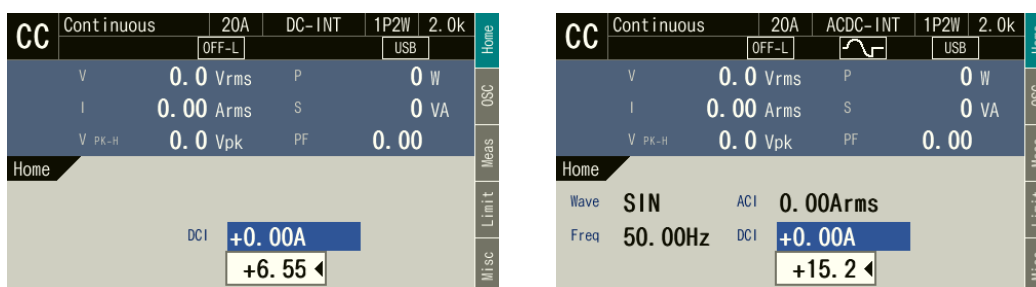 CC Continuous 20A DC-INT 1P2W 2.0k
OFF-L USB
V 0.0 Vrms P 0 W
I 0.00 Arms S 0 VA
V PK-H 0.0 Vpk PF 0.00
Home
DCI +0.00A
+6.55
Home
OSC
Meas
Limit
Misc
CC Continuous 20A ACDC-INT 1P2W 2.0k
OFF-L USB
V 0.0 Vrms P 0 W
I 0.00 Arms S 0 VA
V PK-H 0.0 Vpk PF 0.00
Home
Wave SIN ACI 0.00Arms
Freq 50.00Hz DCI +0.00A
+15.2